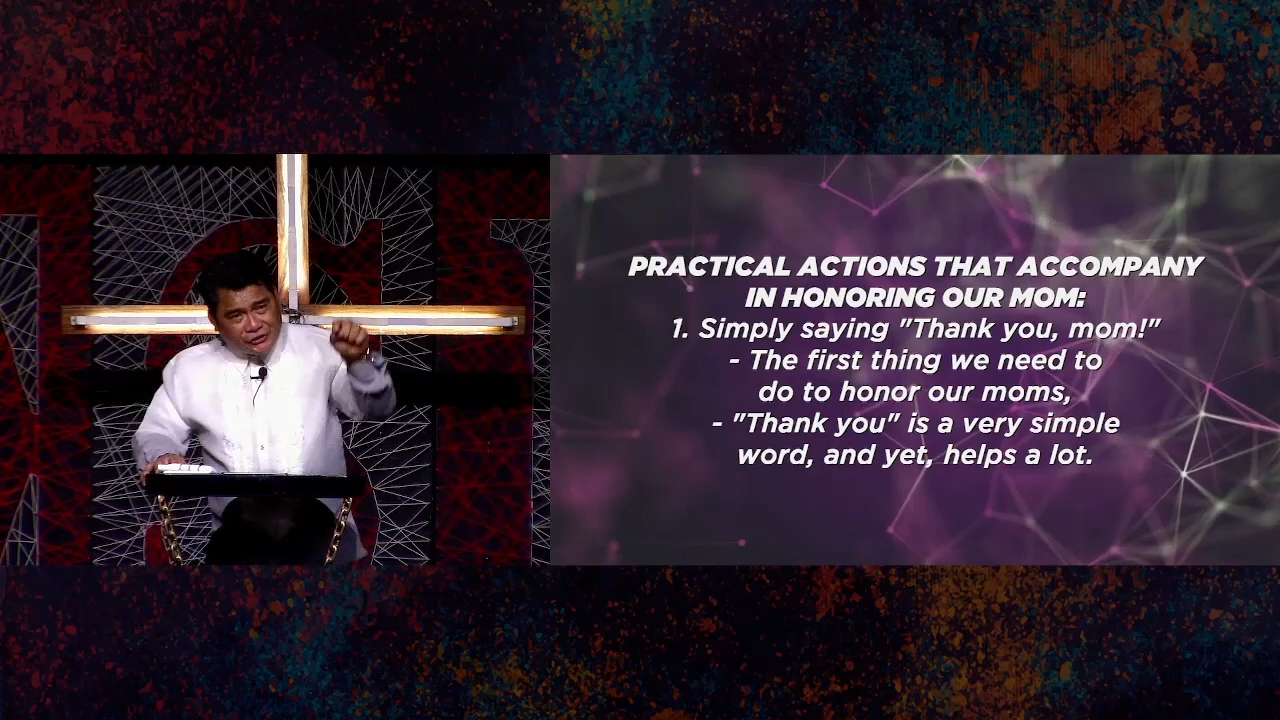 PRACTICAL ACTIONS THAT ACCOMPANY
IN HONORING OUR MOM:
1. Simply saying "Thank you, mom!"
- The first thing we need to
do to honor our moms,
- "Thank you" is a very simple
word, and yet, helps a lot.